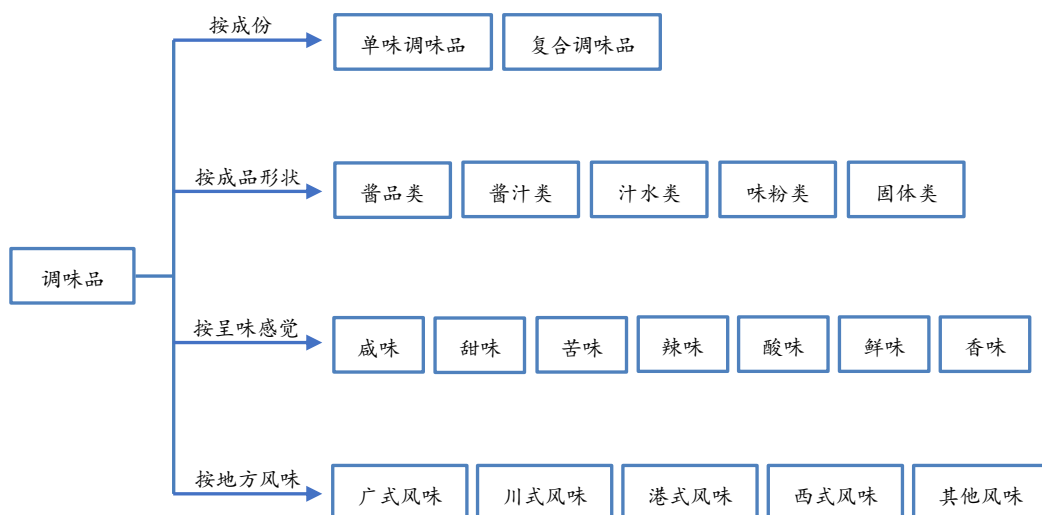 按成份
单味调味品 复合调味品
按成品形状
酱品类 酱汁类 汁水类 味粉类 固体类
调味品
按呈味感觉
咸味 甜味 苦味 辣味 酸味 鲜味 香味
按地方风味
广式风味 川式风味 港式风味 西式风味 其他风味